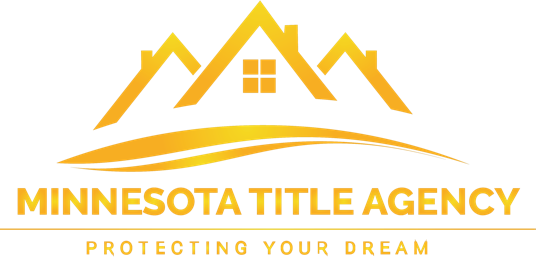 MINNESOTA TITLE AGENCY
PROTECTING YOUR DREAM